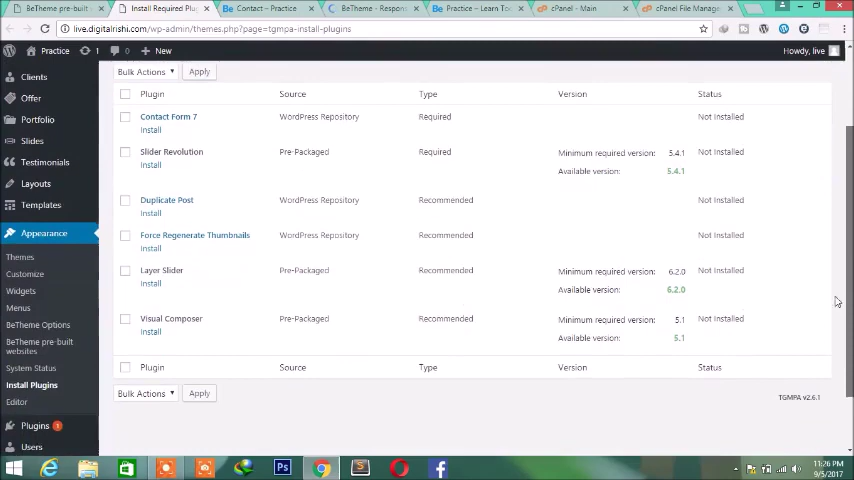 BeTheme pre-built w
Install Required Plug
Contact – Practice
BeTheme - Respons
Practice – Learn Too
cPanel - Main
cPanel File Manage
live.digitalrishi.com/wp-admin/themes.php?page=tgmpa-install-plugins
Practice 1 0 New Howdy, live
Clients
Offer
Portfolio
Slides
Testimonials
Layouts
Templates
Appearance
Themes
Customize
Widgets
Menus
BeTheme Options
BeTheme pre-built
websites
System Status
Install Plugins
Editor
Plugins 1
Users
Bulk Actions Apply
Plugin Source Type Version Status
Contact Form 7 WordPress Repository Required Not Installed
Install
Slider Revolution Pre-Packaged Required Minimum required version: 5.4.1 Not Installed
Install Available version: 5.4.1
Duplicate Post WordPress Repository Recommended Not Installed
Install
Force Regenerate Thumbnails WordPress Repository Recommended Not Installed
Install
Layer Slider Pre-Packaged Recommended Minimum required version: 6.2.0 Not Installed
Install Available version: 6.2.0
Visual Composer Pre-Packaged Recommended Minimum required version: 5.1 Not Installed
Install Available version: 5.1
Plugin Source Type Version Status
Bulk Actions Apply
TGMPA v2.6.1
11:26 PM
9/5/2017